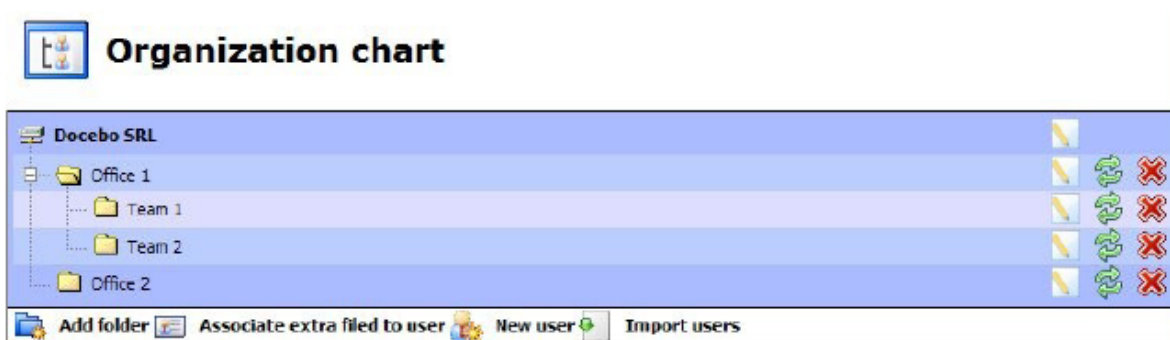 Organization chart
Docebo SRL
Office 1
Team 1
Team 2
Office 2
Add folder Associate extra filed to user New user Import users